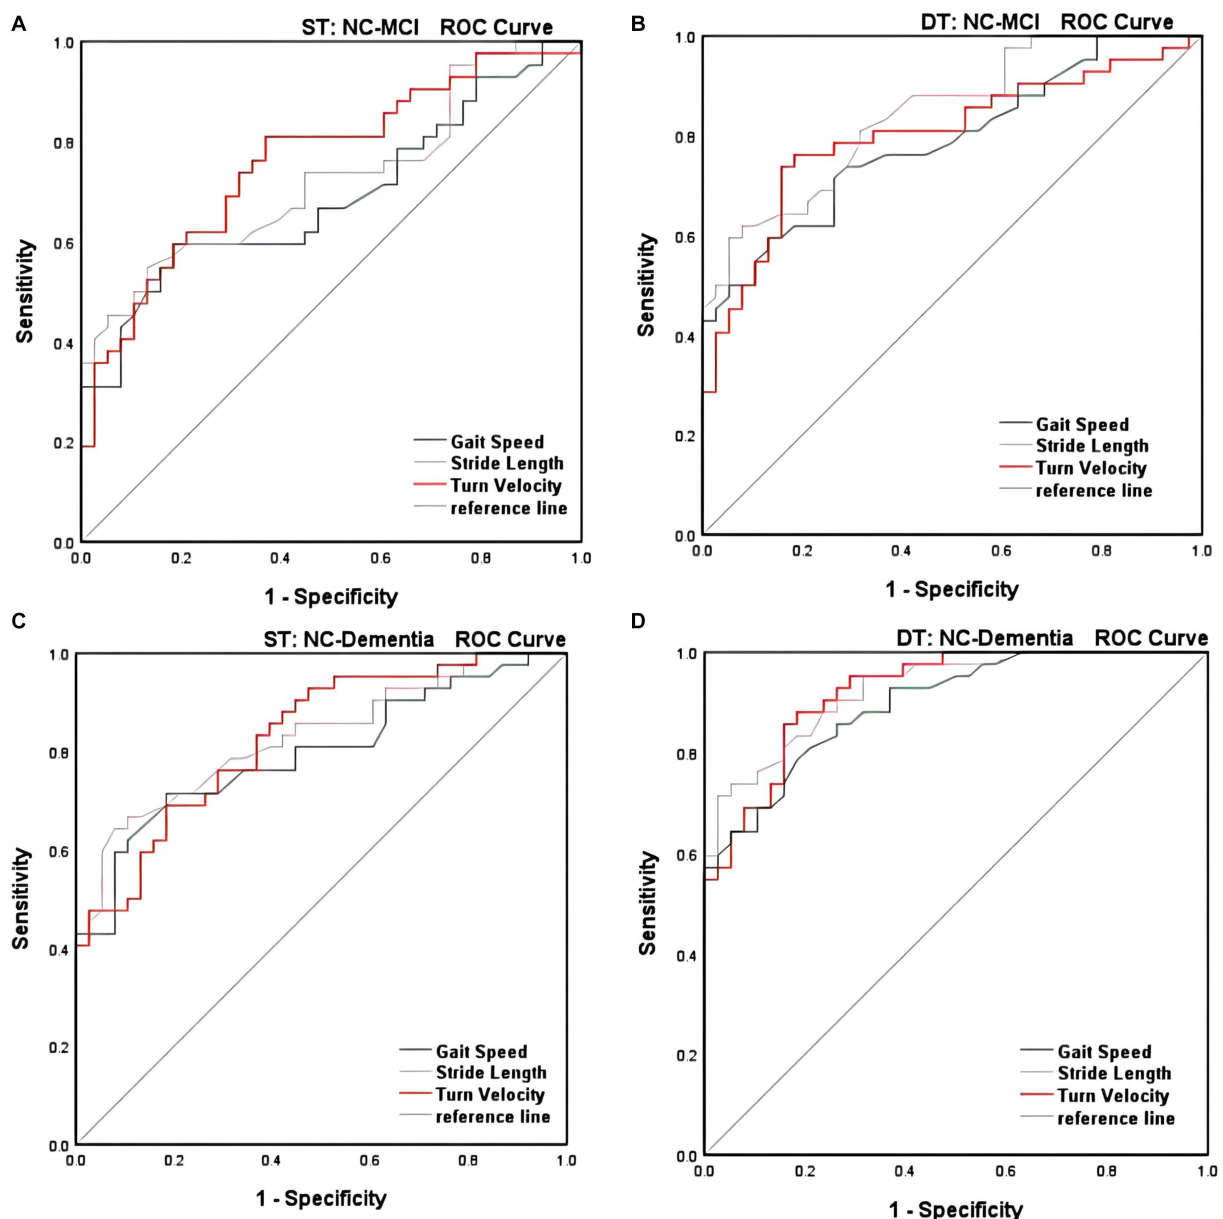 A
ST: NC-MCI ROC Curve
1.0
0.8
0.6
0.4
0.2
0.0
Sensitivity
Gait Speed
Stride Length
Turn Velocity
reference line
0.0 0.2 0.4 0.6 0.8 1.0
1 - Specificity
B
DT: NC-MCI ROC Curve
1.0
0.8
0.6
0.4
0.2
0.0
Sensitivity
Gait Speed
Stride Length
Turn Velocity
reference line
0.0 0.2 0.4 0.6 0.8 1.0
1 - Specificity
C
ST: NC-Dementia ROC Curve
1.0
0.8
0.6
0.4
0.2
0.0
Sensitivity
Gait Speed
Stride Length
Turn Velocity
reference line
0.0 0.2 0.4 0.6 0.8 1.0
1 - Specificity
D
DT: NC-Dementia ROC Curve
1.0
0.8
0.6
0.4
0.2
0.0
Sensitivity
Gait Speed
Stride Length
Turn Velocity
reference line
0.0 0.2 0.4 0.6 0.8 1.0
1 - Specificity